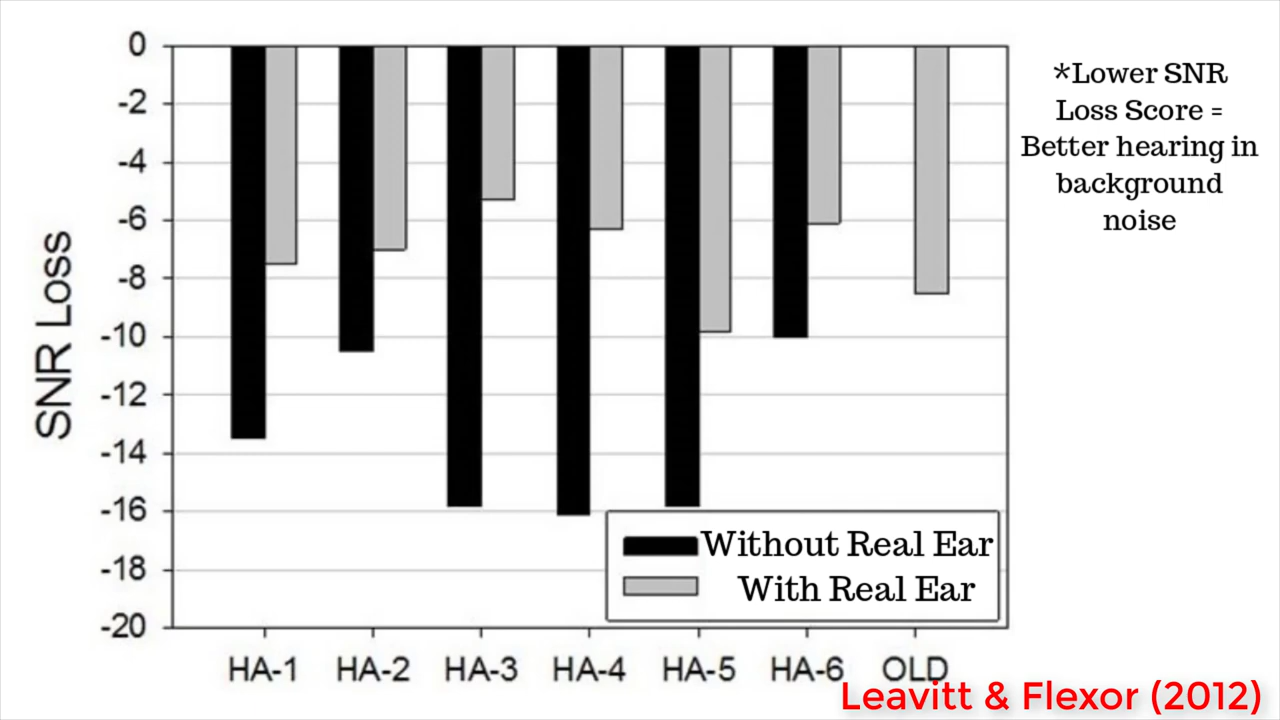 0
-2
-4
-6
-8
-10
-12
-14
-16
-18
-20
SNR Loss
*Lower SNR
Loss Score =
Better hearing in
background
noise
Without Real Ear
With Real Ear
HA-1 HA-2 HA-3 HA-4 HA-5 HA-6 OLD
Leavitt & Flexor (2012)